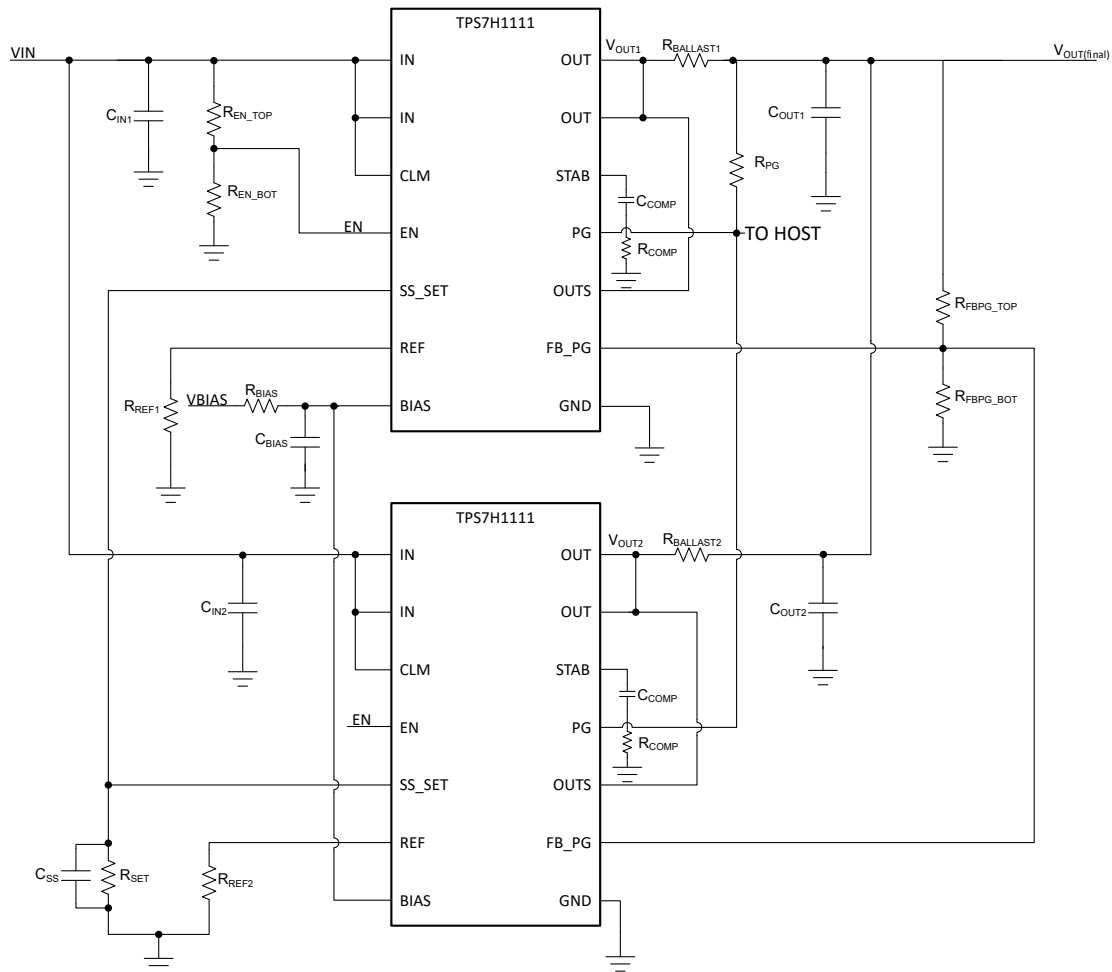 TPS7H1111
VIN
IN
OUT
VOUT1
RBALLAST1
VOUT(final)
CIN1
REN_TOP
IN
OUT
COUT1
RPG
CLM
STAB
REN_BOT
CCOMP
EN
EN
PG
TO HOST
RCOMP
SS_SET
OUTS
RFBPG_TOP
REF
FB_PG
RREF1
VBIAS
RBIAS
BIAS
GND
RFBPG_BOT
CBIAS
TPS7H1111
IN
OUT
VOUT2
RBALLAST2
CIN2
IN
OUT
COUT2
CLM
STAB
CCOMP
EN
EN
PG
RCOMP
SS_SET
OUTS
REF
FB_PG
CSS
RSET
RREF2
BIAS
GND